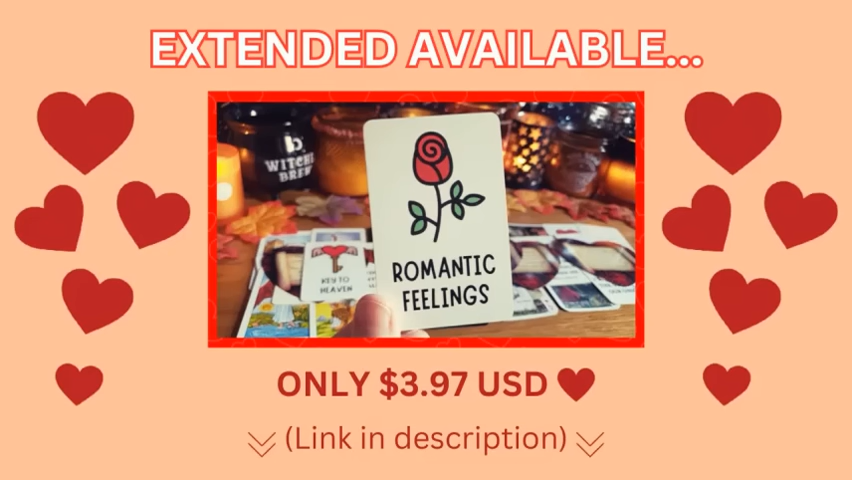 EXTENDED AVAILABLE...
WITCHES
BREW
ROMANTIC
FEELINGS
KEY TO
HEAVEN
ONLY $3.97 USD
(Link in description)